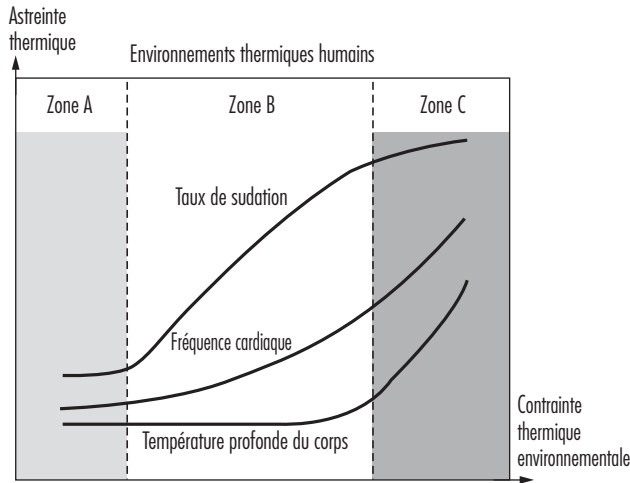 Astreinte
thermique
Environnements thermiques humains
Zone A
Zone B
Zone C
Taux de sudation
Fréquence cardiaque
Température profonde du corps
Contrainte
thermique
environnementale